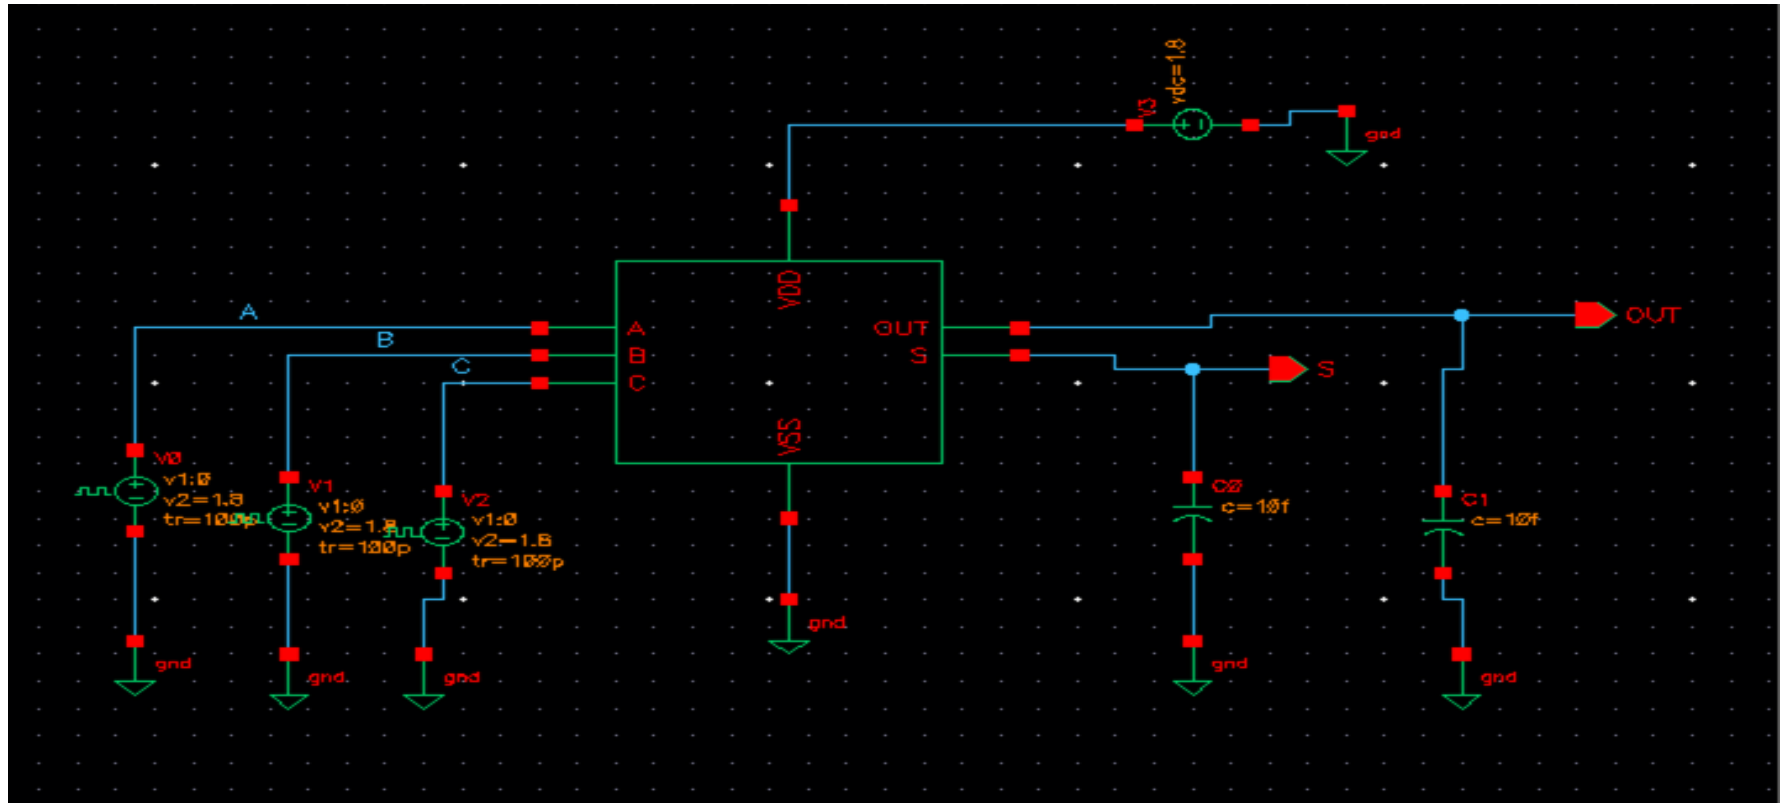 vdc=1.8
V3
gnd
VDD
A
A
OUT
OUT
B
B
S
S
C
C
VSS
V0
v1:0
v2=1.8
tr=100p
V1
v1:0
v2=1.8
tr=100p
V2
v1:0
v2=1.8
tr=100p
C0
c=10f
C1
c=10f
gnd
gnd
gnd
gnd
gnd
gnd